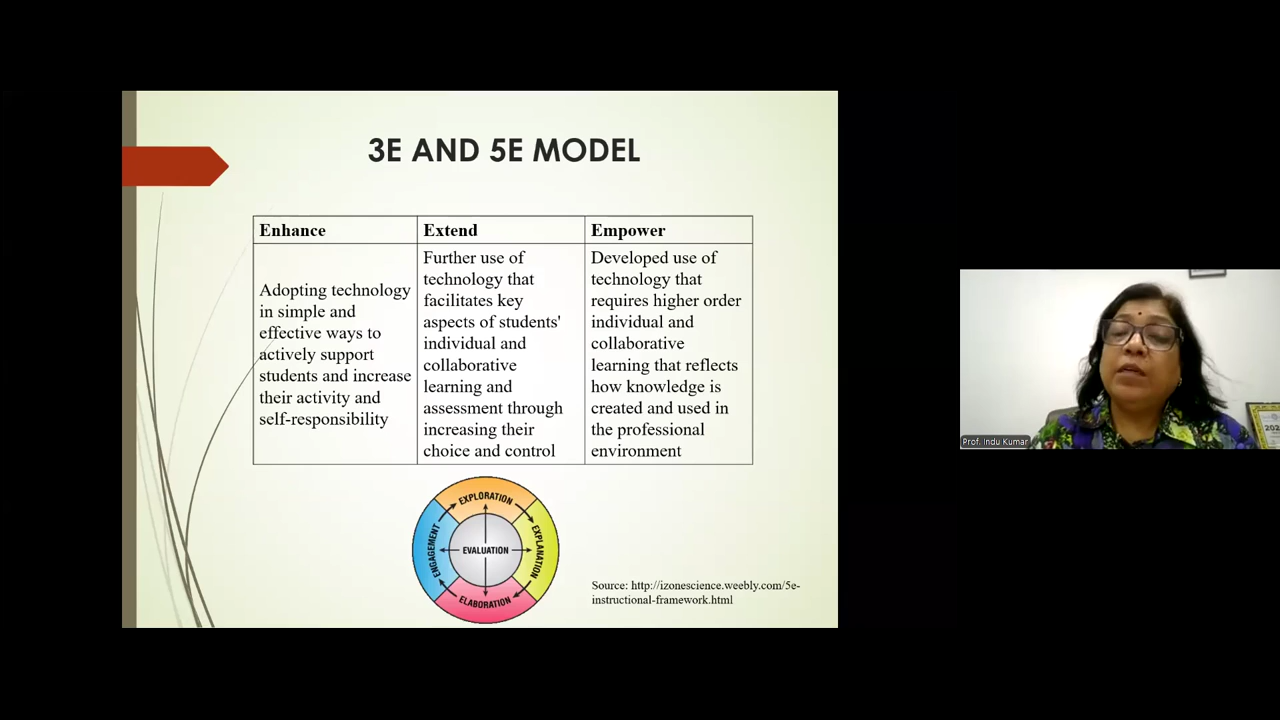 3E AND 5E MODEL
Enhance
Extend
Empower
Adopting technology
in simple and
effective ways to
actively support
students and increase
their activity and
self-responsibility
Further use of
technology that
facilitates key
aspects of students'
individual and
collaborative
learning and
assessment through
increasing their
choice and control
Developed use of
technology that
requires higher order
individual and
collaborative
learning that reflects
how knowledge is
created and used in
the professional
environment
EXPLORATION
ENGAGEMENT
EVALUATION
EXPLANATION
ELABORATION
Source: http://izonescience.weebly.com/5e-
instructional-framework.html
Prof. Indu Kumar